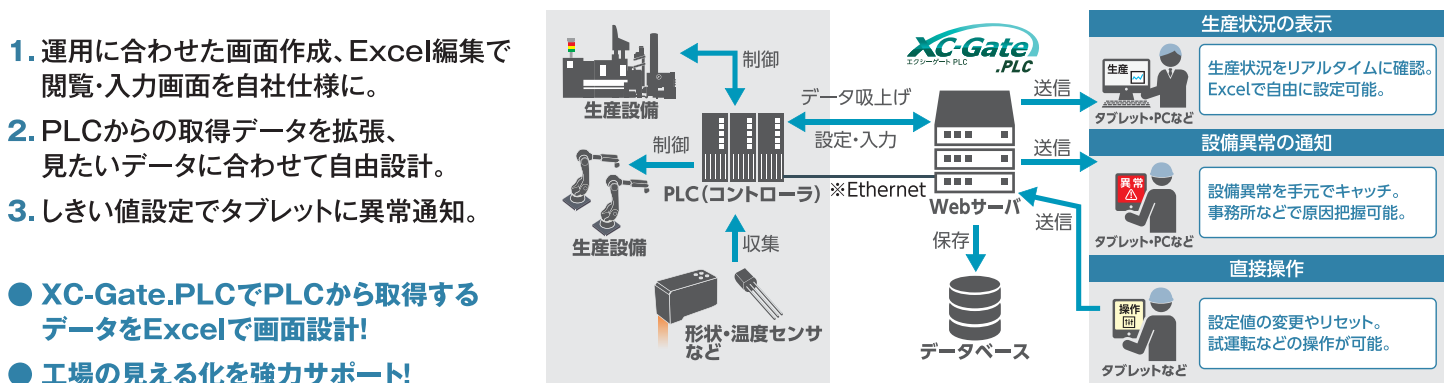 1. 運用に合わせた画面作成、Excel編集で
閲覧・入力画面を自社仕様に。
2. PLCからの取得データを拡張、
見たいデータに合わせて自由設計。
3. しきい値設定でタブレットに異常通知。
● XC-Gate.PLCでPLCから取得する
データをExcelで画面設計!
● 工場の見える化を強力サポート!
生産設備
制御
制御
生産設備
PLC(コントローラ)
収集
形状・温度センサ
など
データ吸上げ
設定・入力
※Ethernet
XC-Gate
.PLC
エクシーゲート PLC
Webサーバ
保存
データベース
送信
送信
送信
生産状況の表示
生産
タブレット・PCなど
生産状況をリアルタイムに確認。
Excelで自由に設定可能。
設備異常の通知
異常
タブレット・PCなど
設備異常を手元でキャッチ。
事務所などで原因把握可能。
直接操作
操作
タブレットなど
設定値の変更やリセット。
試運転などの操作が可能。